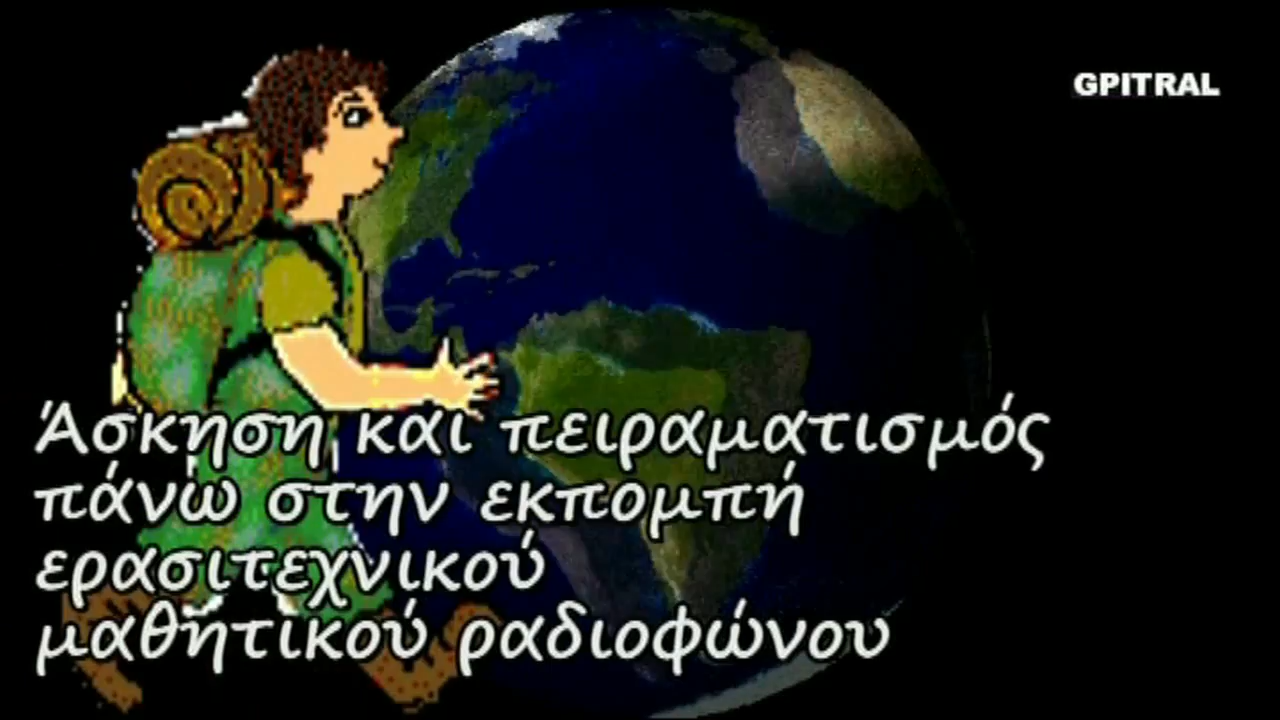 GPITRAL
Άσκηση και πειραματισμός
πάνω στην εκπομπή
ερασιτεχνικού
μαθητικού ραδιοφώνου